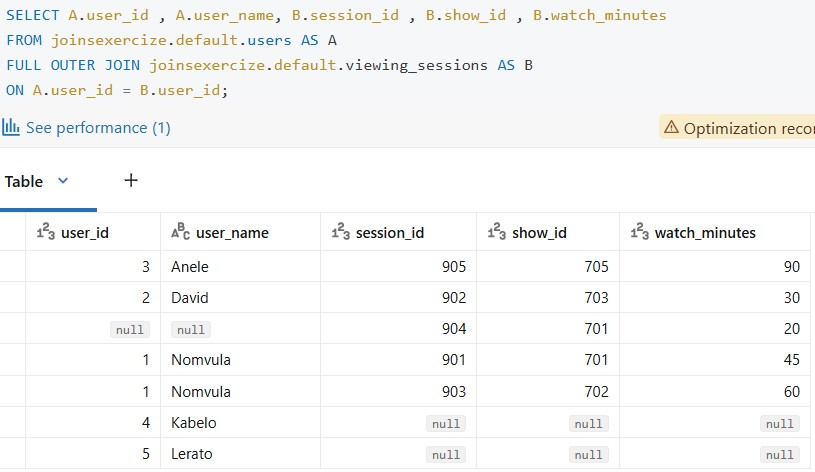 SELECT A.user_id , A.user_name, B.session_id , B.show_id , B.watch_minutes
FROM joinsexercize.default.users AS A
FULL OUTER JOIN joinsexercize.default.viewing_sessions AS B
ON A.user_id = B.user_id;
See performance (1)
Optimization recor
Table
user_id user_name session_id show_id watch_minutes
3 Anele 905 705 90
2 David 902 703 30
null null 904 701 20
1 Nomvula 901 701 45
1 Nomvula 903 702 60
4 Kabelo null null null
5 Lerato null null null